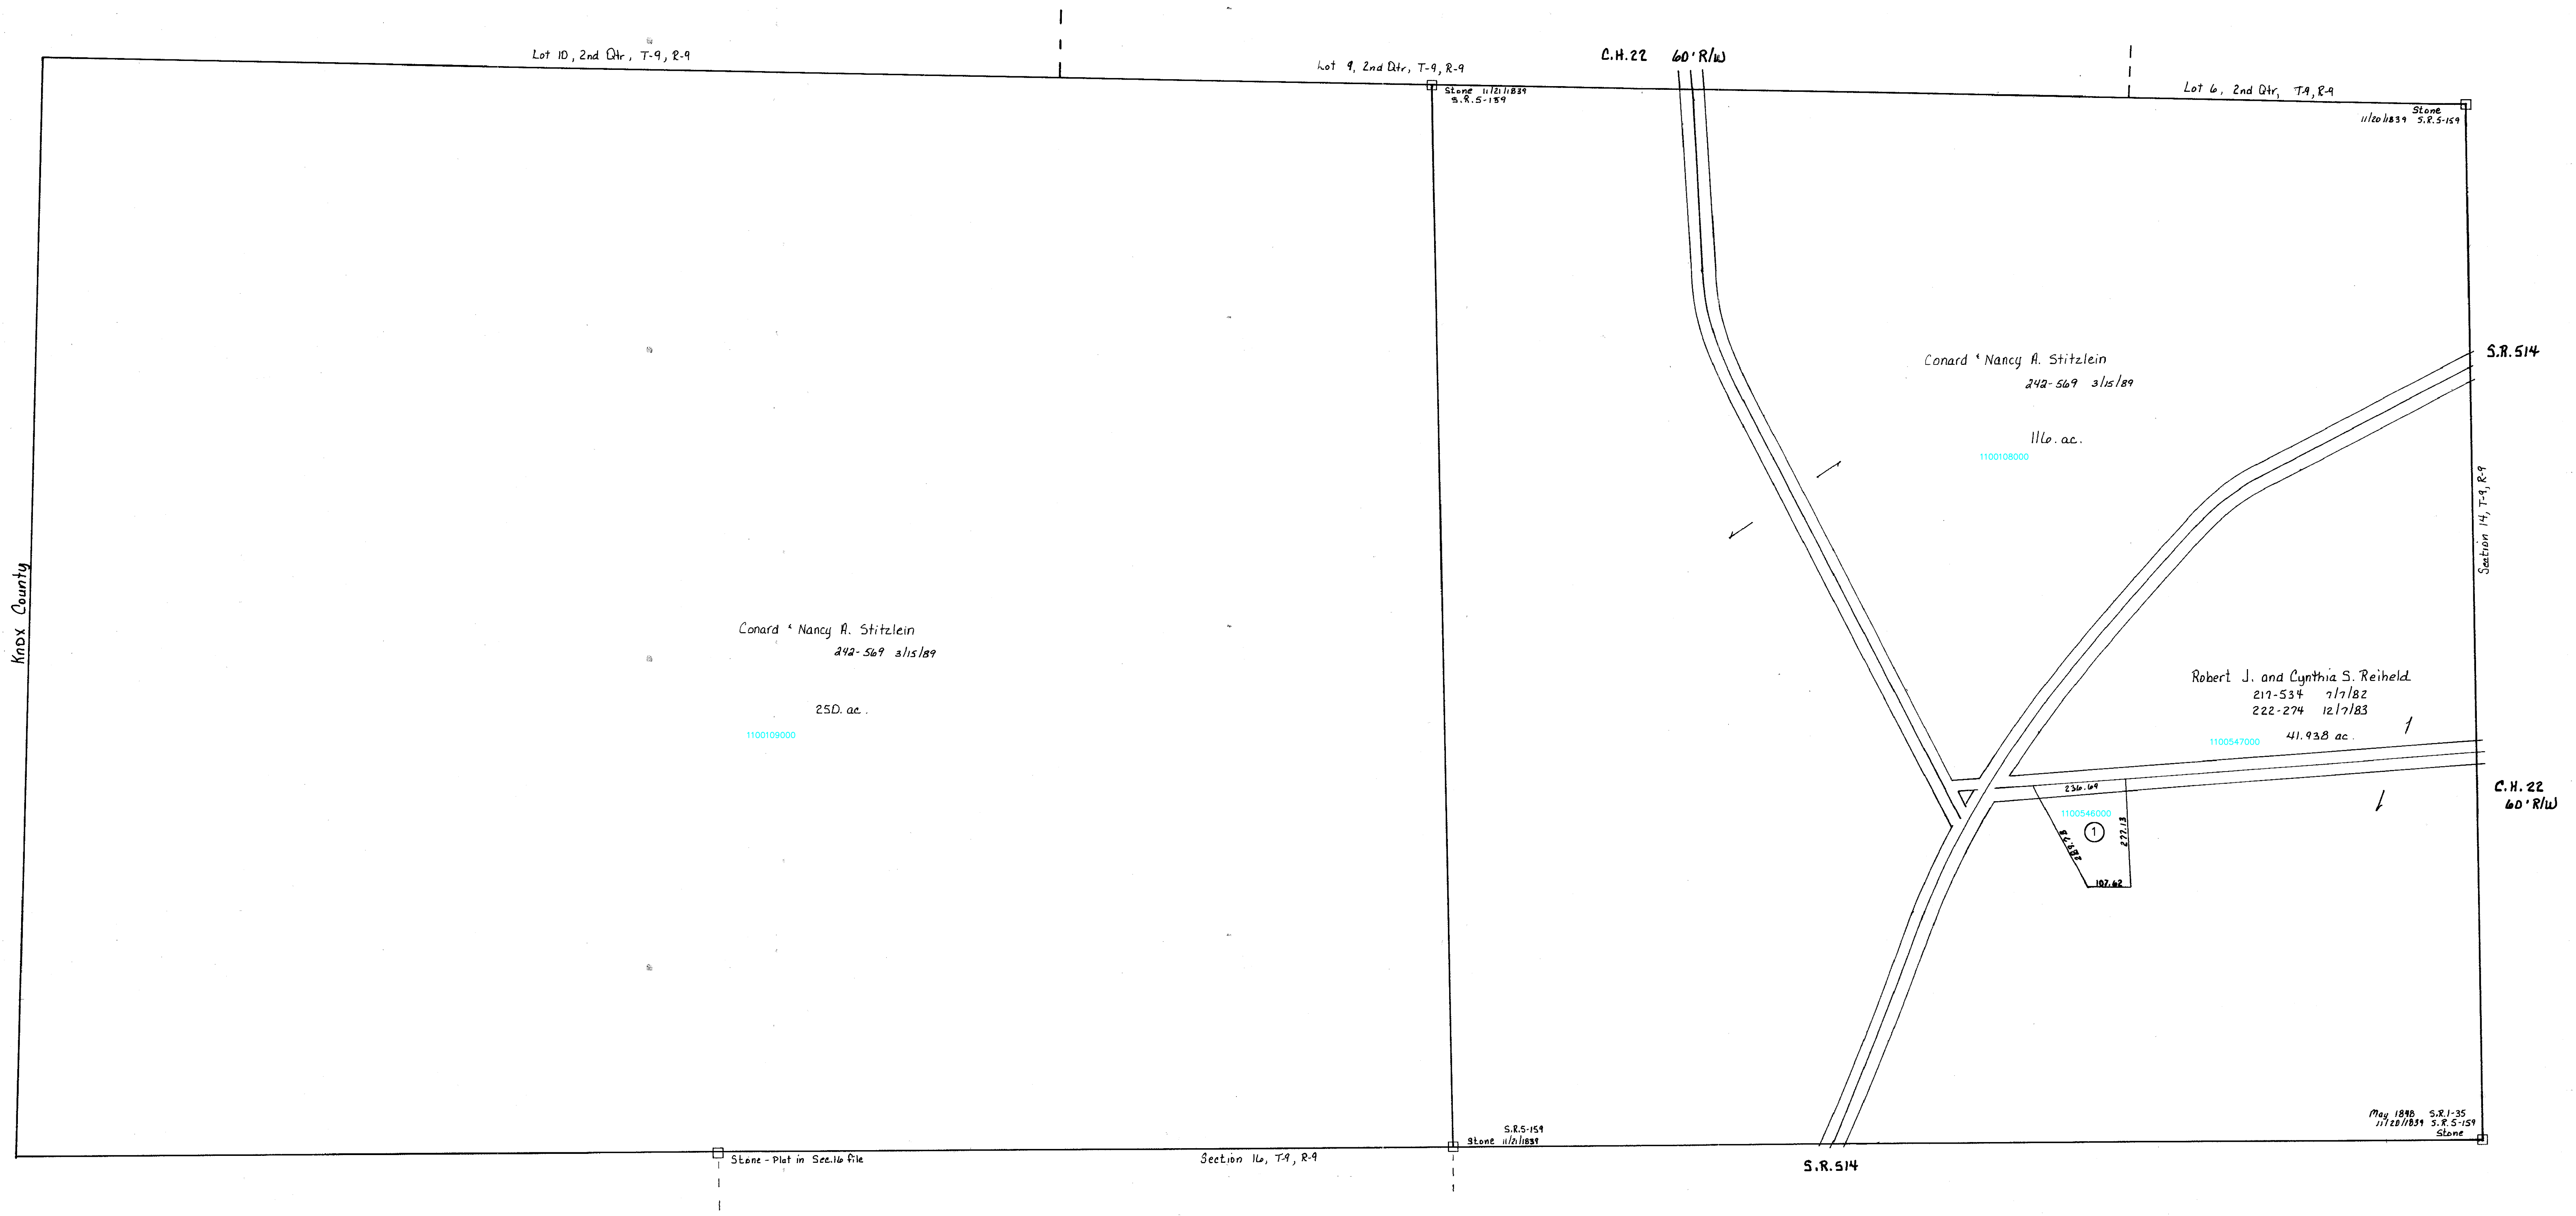 Lot 10, 2nd Qtr, T-9, R-9
Lot 9, 2nd Qtr, T-9, R-9
C.H.22 60' R/W
Lot 6, 2nd Qtr, T-9, R-9
Stone 11/21/1839
S.R.5-159
Stone
11/20/1839 S.R.5-159
S.R.514
Conard & Nancy A. Stitzlein
242-569 3/15/89
116. ac.
1100108000
Section 14, T-9, R-9
Knox County
Conard & Nancy A. Stitzlein
242-569 3/15/89
250. ac.
1100109000
Robert J. and Cynthia S. Reiheld
217-534 7/7/82
222-274 12/7/83
41.938 ac.
1100547000
C.H.22
60' R/W
236.69
1100546000
1
277.13
289.78
107.62
May 1898 S.R.1-35
11/20/1839 S.R.5-159
Stone
S.R.5-159
Stone 11/21/1839
Stone - Plat in Sec.16 file
Section 16, T-9, R-9
S.R.514